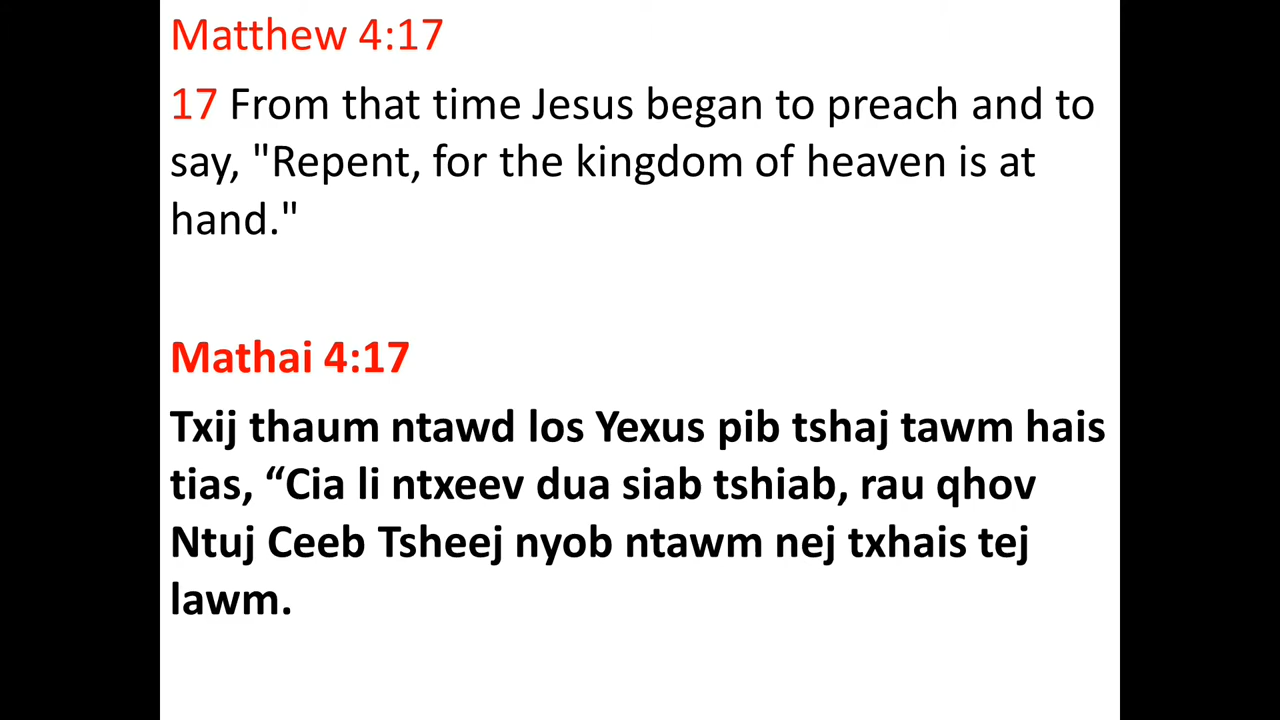 Matthew 4:17
17 From that time Jesus began to preach and to
say, "Repent, for the kingdom of heaven is at
hand."
Mathai 4:17
Txij thaum ntawd los Yexus pib tshaj tawm hais
tias, “Cia li ntxeev dua siab tshiab, rau qhov
Ntuj Ceeb Tsheej nyob ntawm nej txhais tej
lawm.